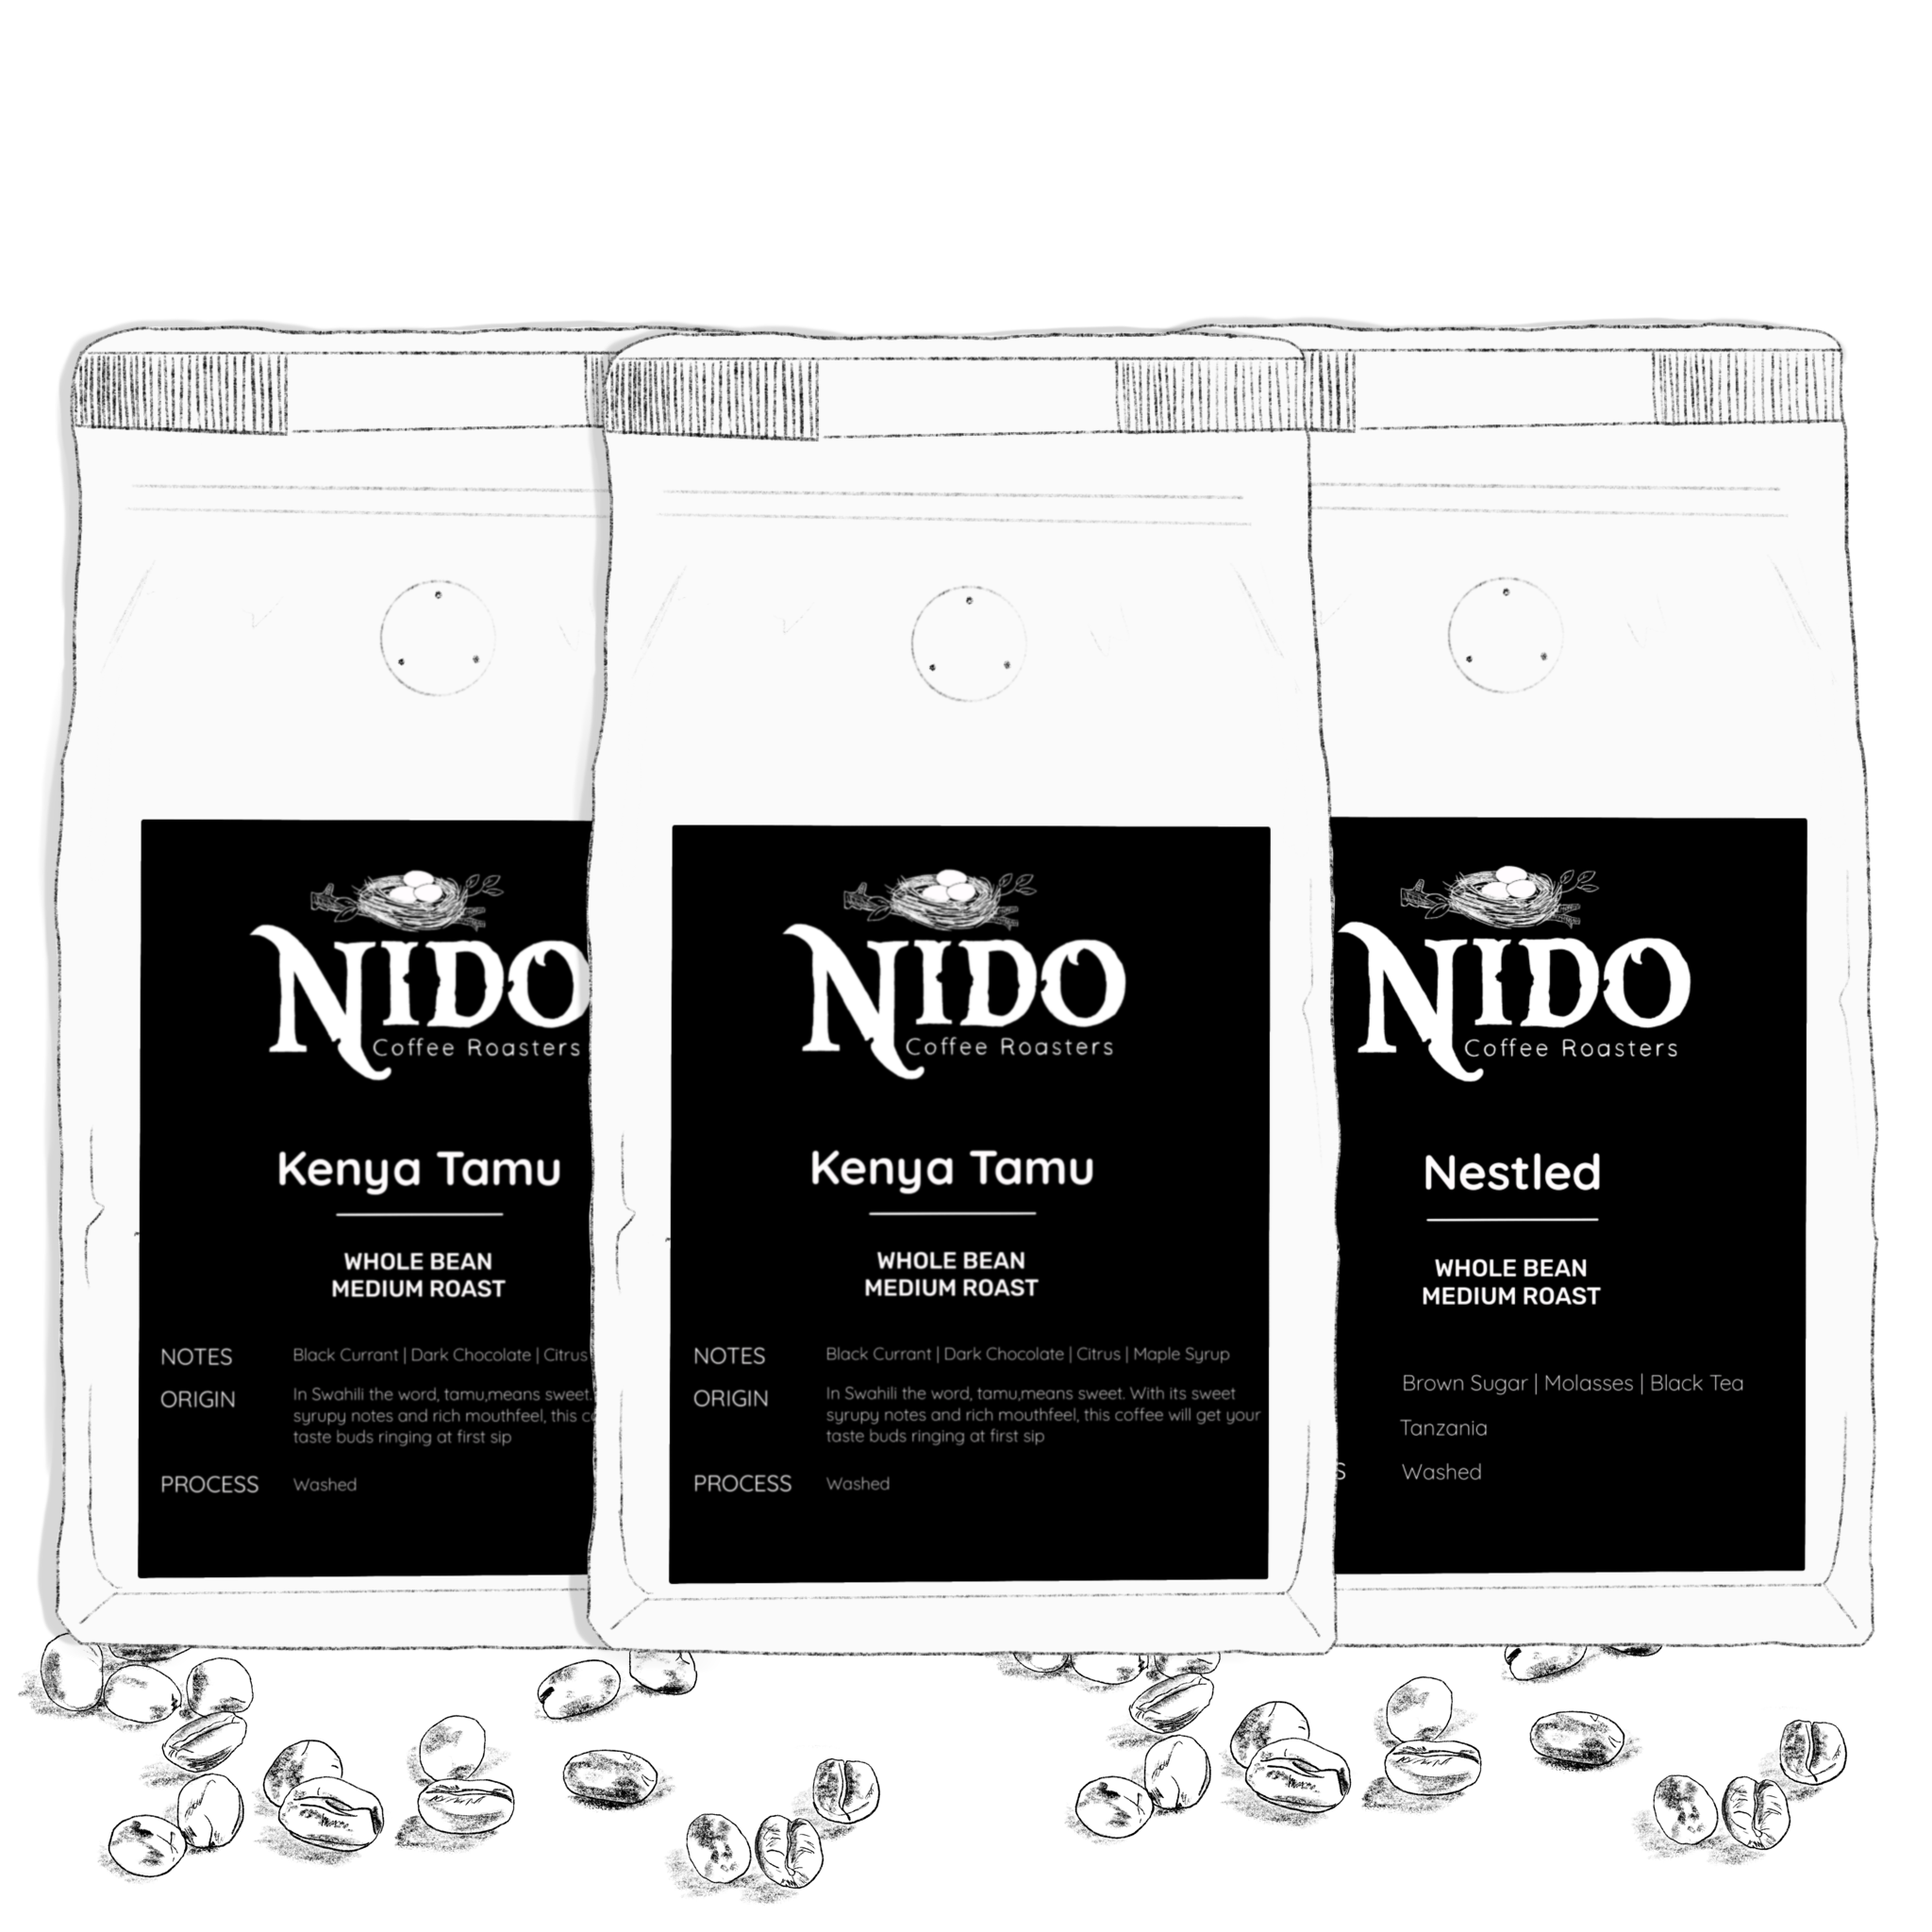 NIDO
Coffee Roasters
Kenya Tamu
WHOLE BEAN
MEDIUM ROAST
NOTES Black Currant | Dark Chocolate | Citrus
ORIGIN In Swahili the word, tamu,means sweet.
syrupy notes and rich mouthfeel, this
taste buds ringing at first sip
PROCESS Washed
NIDO
Coffee Roasters
Kenya Tamu
WHOLE BEAN
MEDIUM ROAST
NOTES Black Currant | Dark Chocolate | Citrus | Maple Syrup
ORIGIN In Swahili the word, tamu,means sweet. With its sweet
syrupy notes and rich mouthfeel, this coffee will get your
taste buds ringing at first sip
PROCESS Washed
NIDO
Coffee Roasters
Nestled
WHOLE BEAN
MEDIUM ROAST
Brown Sugar | Molasses | Black Tea
Tanzania
Washed